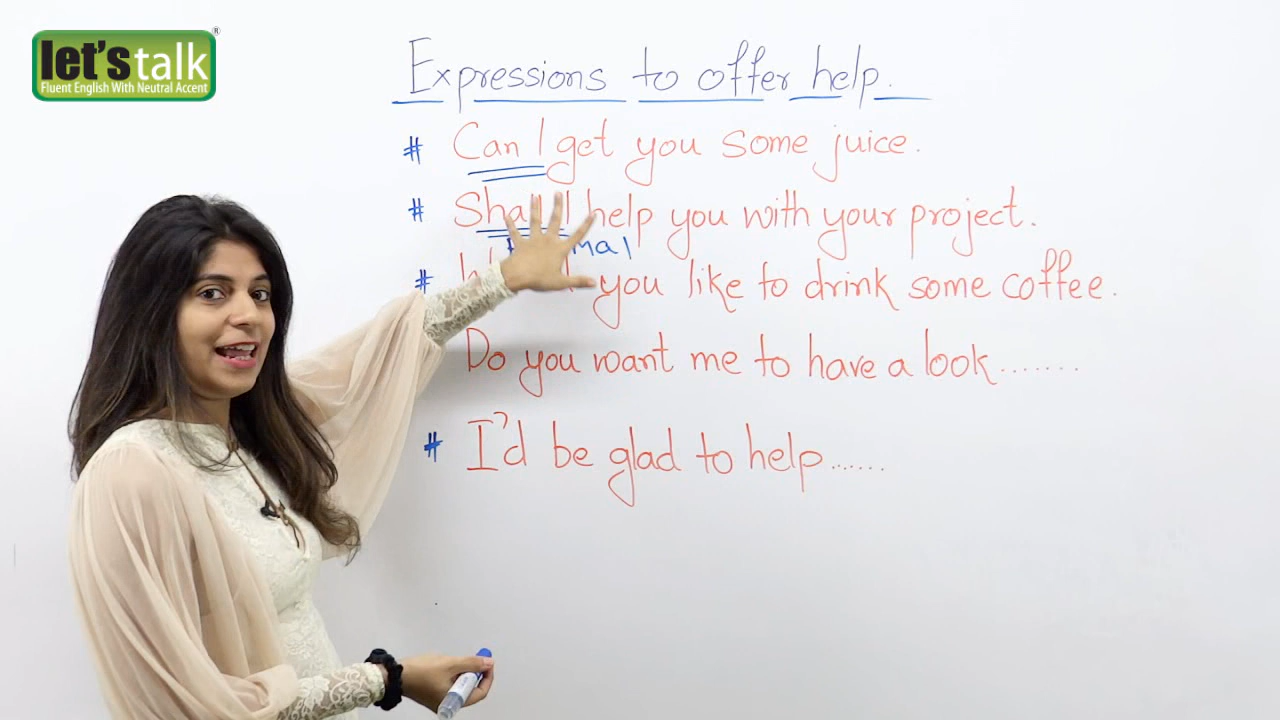 let's talk®
Fluent English With Neutral Accent
Expressions to offer help.
# Can I get you some juice.
# Shall I help you with your project.
# you like to drink some coffee.
Do you want me to have a look.......
# I'd be glad to help......